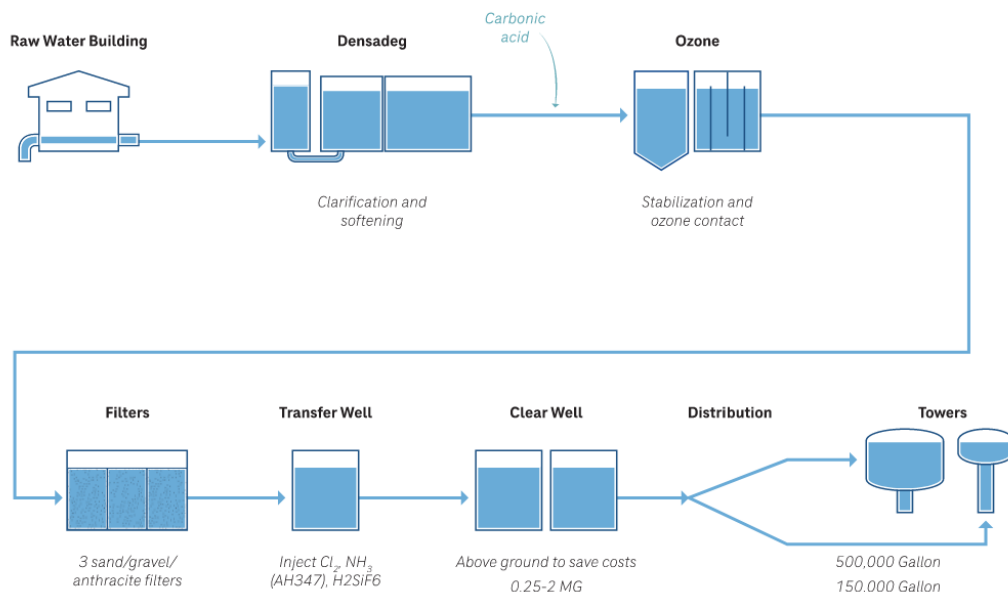 Carbonic
acid
Raw Water Building
Densadeg
Ozone
Clarification and
softening
Stabilization and
ozone contact
Filters
Transfer Well
Clear Well
Distribution
Towers
3 sand/gravel/
anthracite filters
Inject Cl₂, NH₃
(AH347), H2SiF6
Above ground to save costs
0.25-2 MG
500,000 Gallon
150,000 Gallon